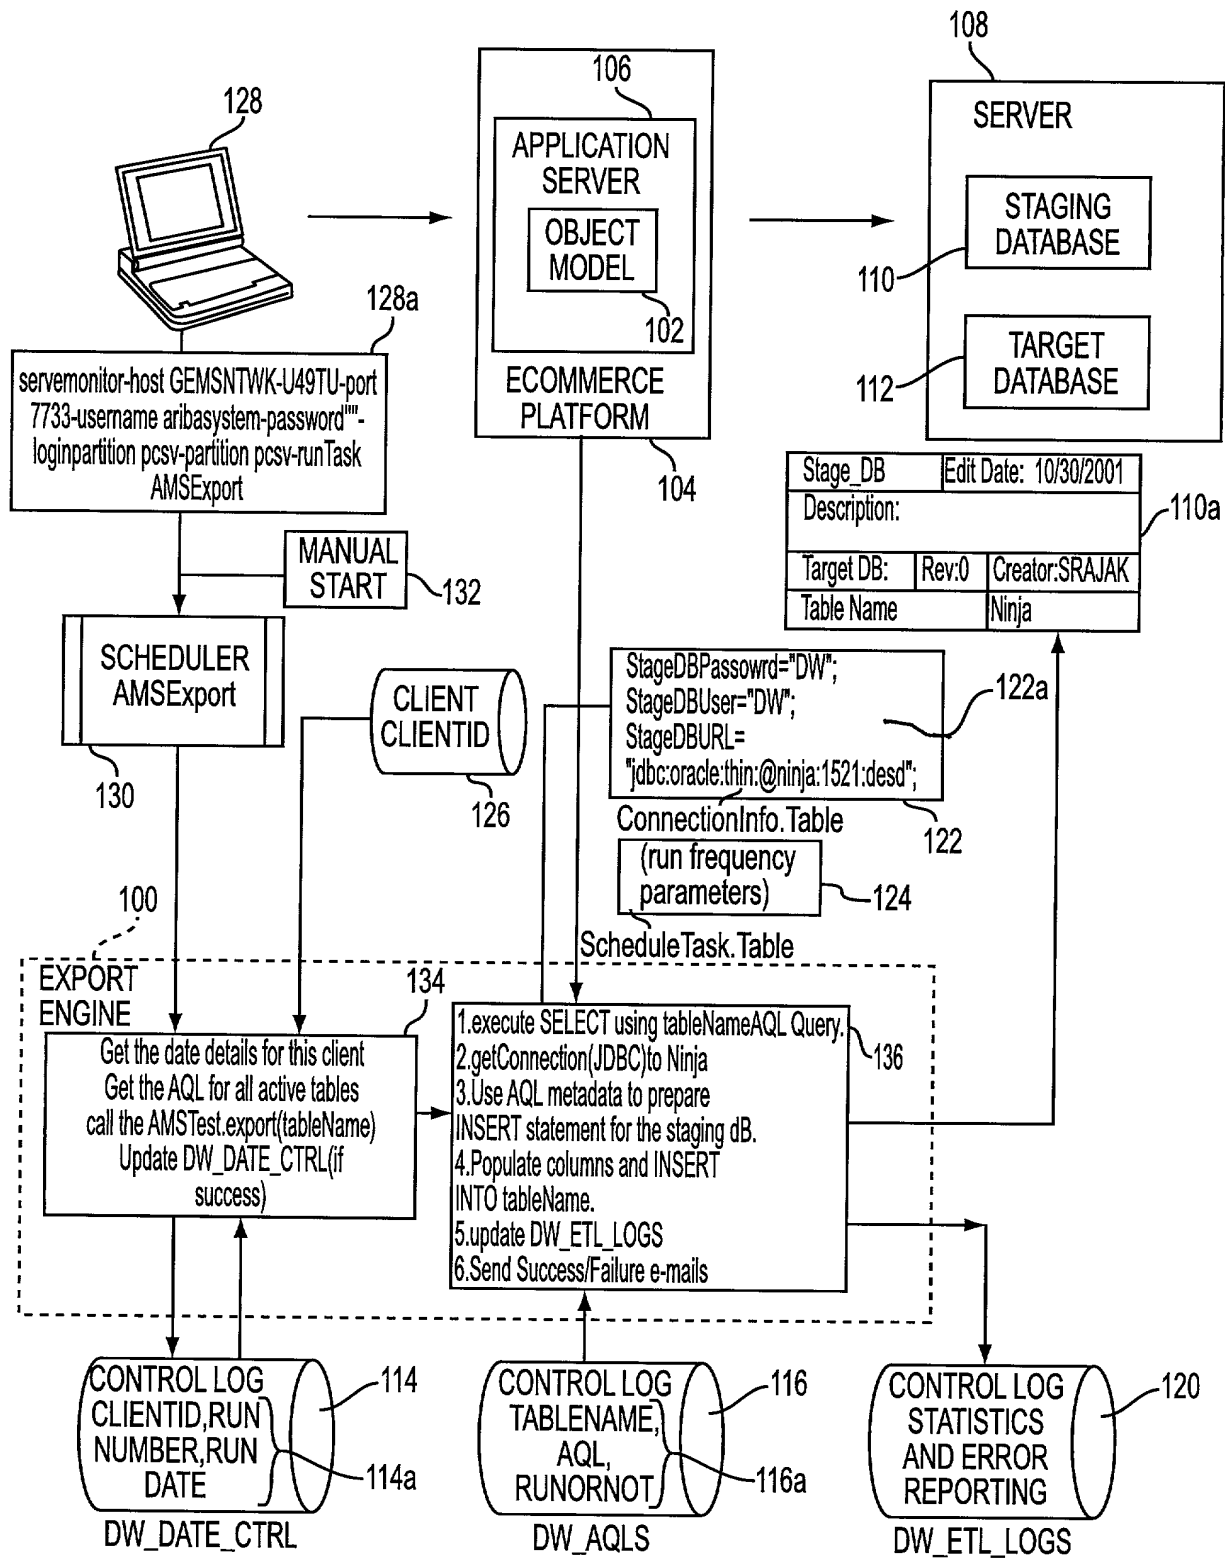 128
106
APPLICATION
SERVER
OBJECT
MODEL
102
ECOMMERCE
PLATFORM
104
108
SERVER
STAGING
DATABASE
110
TARGET
DATABASE
112
128a
servemonitor-host GEMSNTWK-U49TU-port
7733-username aribasystem-password""-
loginpartition pcsv-partition pcsv-runTask
AMSExport
MANUAL
START
132
SCHEDULER
AMSExport
130
CLIENT
CLIENTID
126
Stage_DB
Edit Date: 10/30/2001
Description:
Target DB:
Rev:0
Creator:SRAJAK
Table Name
Ninja
110a
StageDBPassowrd="DW";
StageDBUser="DW";
StageDBURL=
"jdbc:oracle:thin:@ninja:1521:desd";
122a
122
ConnectionInfo.Table
(run frequency
parameters)
124
ScheduleTask.Table
100
EXPORT
ENGINE
134
Get the date details for this client
Get the AQL for all active tables
call the AMSTest.export(tableName)
Update DW_DATE_CTRL(if
success)
1.execute SELECT using tableNameAQL Query.
2.getConnection(JDBC)to Ninja
3.Use AQL metadata to prepare
INSERT statement for the staging dB.
4.Populate columns and INSERT
INTO tableName.
5.update DW_ETL_LOGS
6.Send Success/Failure e-mails
136
CONTROL LOG
CLIENTID,RUN
NUMBER,RUN
DATE
114
114a
DW_DATE_CTRL
CONTROL LOG
TABLENAME,
AQL,
RUNORNOT
116
116a
DW_AQLS
CONTROL LOG
STATISTICS
AND ERROR
REPORTING
120
DW_ETL_LOGS